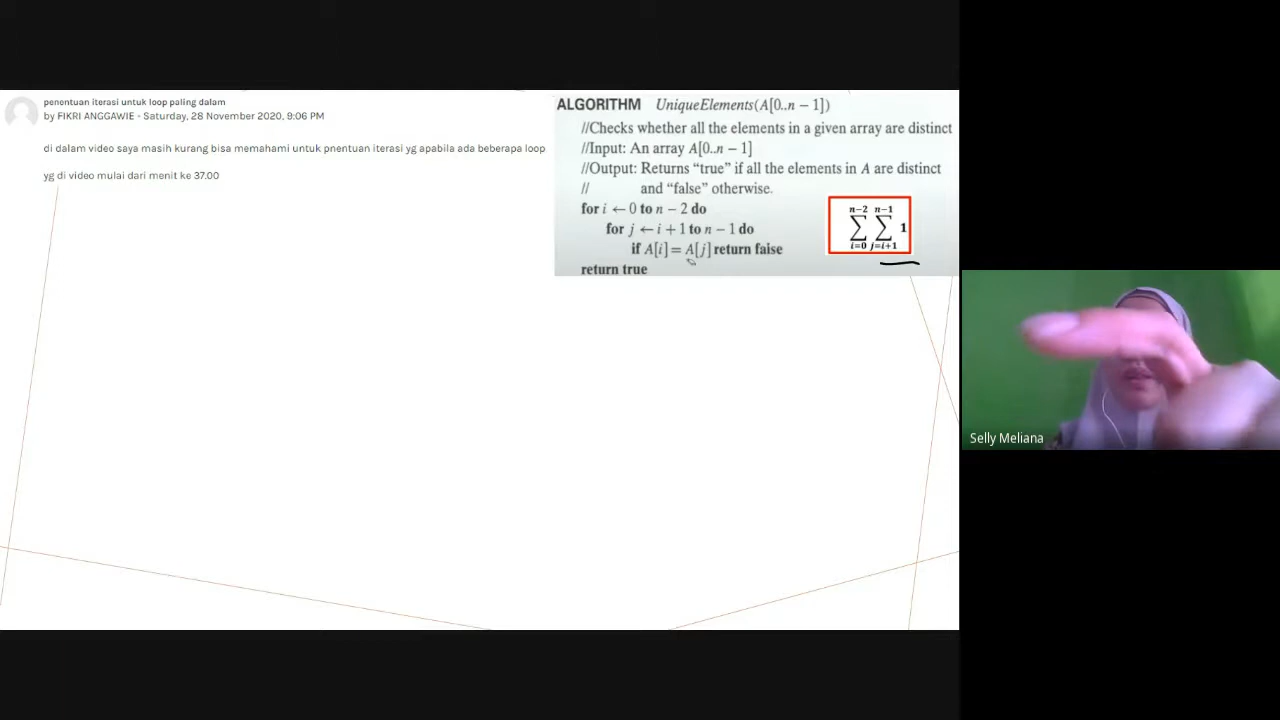 penentuan iterasi untuk loop paling dalam
by FIKRI ANGGAWIE - Saturday, 28 November 2020, 9:06 PM
di dalam video saya masih kurang bisa memahami untuk pnentuan iterasi yg apabila ada beberapa loop
yg di video mulai dari menit ke 37.00
ALGORITHM UniqueElements(A[0..n − 1])
//Checks whether all the elements in a given array are distinct
//Input: An array A[0..n − 1]
//Output: Returns “true” if all the elements in A are distinct
// and “false” otherwise.
for i ← 0 to n − 2 do
for j ← i + 1 to n − 1 do
if A[i] = A[j] return false
return true
n−2 n−1
∑ ∑ 1
i=0 j=i+1
Selly Meliana